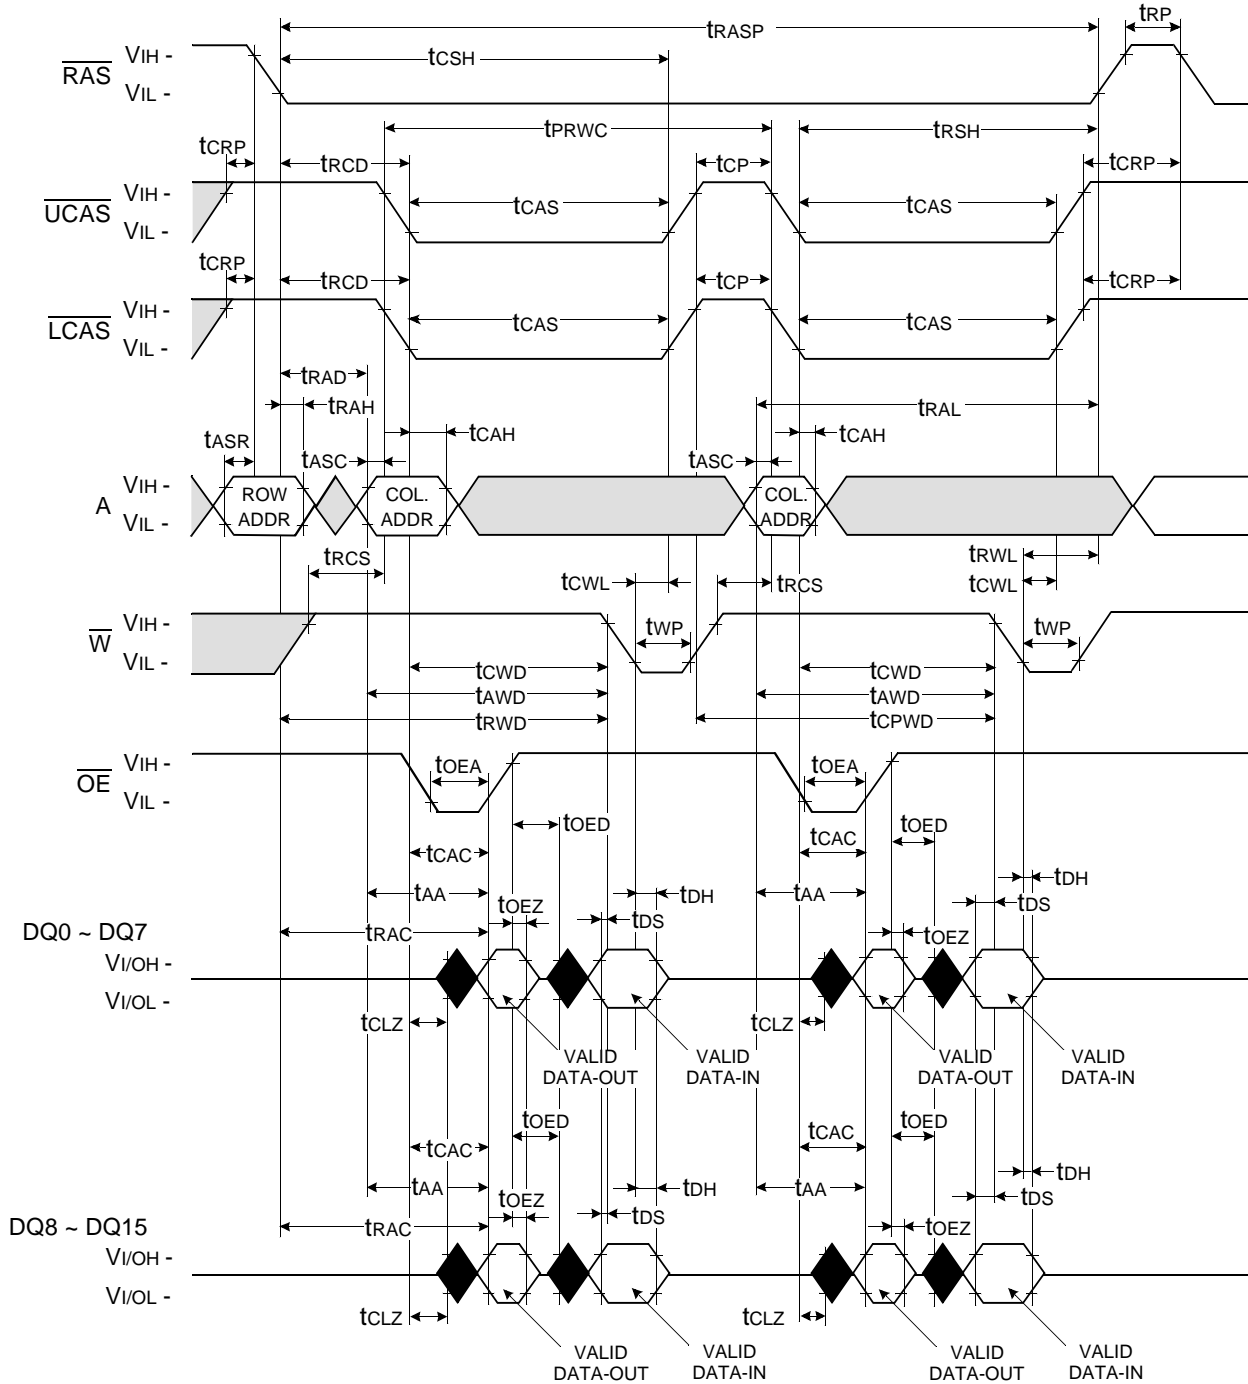 tRP
tRASP
RAS
VIH -
tCSH
VIL -
tPRWC
tRSH
tCRP
tRCD
tCP
tCRP
UCAS
VIH -
VIL -
tCAS
tCAS
tCRP
tRCD
tCP
tCRP
LCAS
VIH -
VIL -
tCAS
tCAS
tRAD
tRAH
tRAL
tASR
tCAH
tCAH
tASC
tASC
A
VIH -
VIL -
ROW
ADDR
COL.
ADDR
COL.
ADDR
tRCS
tRWL
tCWL
tRCS
tCWL
W
VIH -
VIL -
tWP
tWP
tCWD
tCWD
tAWD
tAWD
tRWD
tCPWD
OE
VIH -
VIL -
tOEA
tOEA
tOED
tOED
tCAC
tCAC
tDH
tAA
tDH
tAA
tOEZ
tDS
tDS
DQ0 ~ DQ7
tRAC
tOEZ
VI/OH -
VI/OL -
tCLZ
tCLZ
VALID
DATA-OUT
VALID
DATA-IN
VALID
DATA-OUT
VALID
DATA-IN
tOED
tOED
tCAC
tCAC
tDH
tAA
tDH
tAA
tOEZ
tDS
tDS
DQ8 ~ DQ15
tRAC
tOEZ
VI/OH -
VI/OL -
tCLZ
tCLZ
VALID
DATA-OUT
VALID
DATA-IN
VALID
DATA-OUT
VALID
DATA-IN